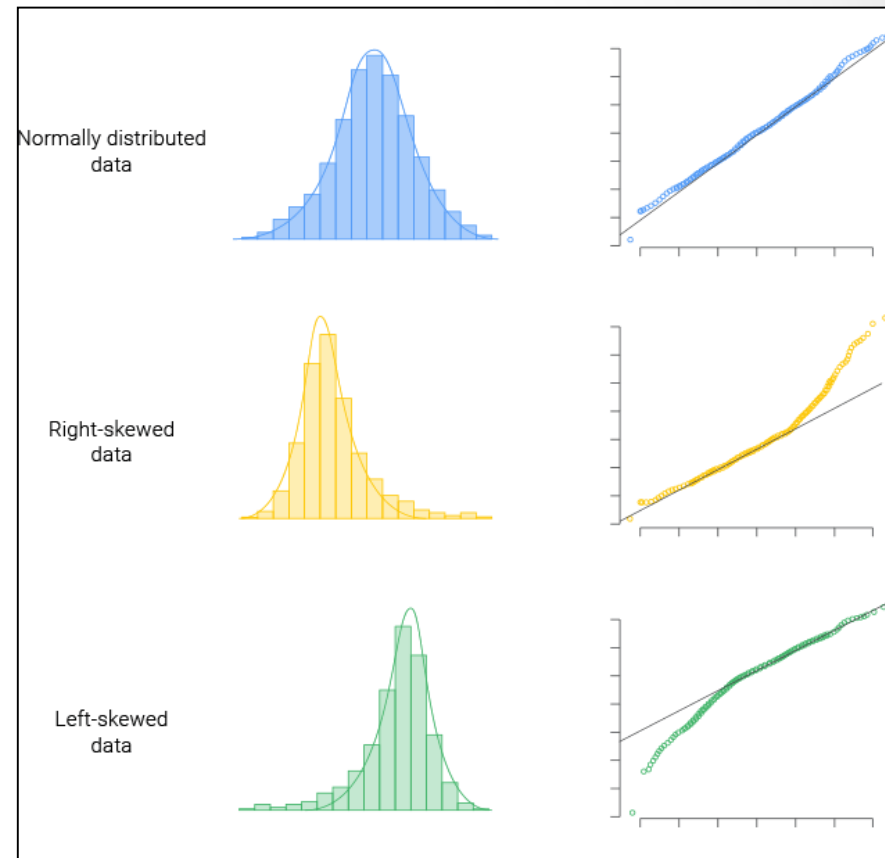 Normally distributed
data
Right-skewed
data
Left-skewed
data